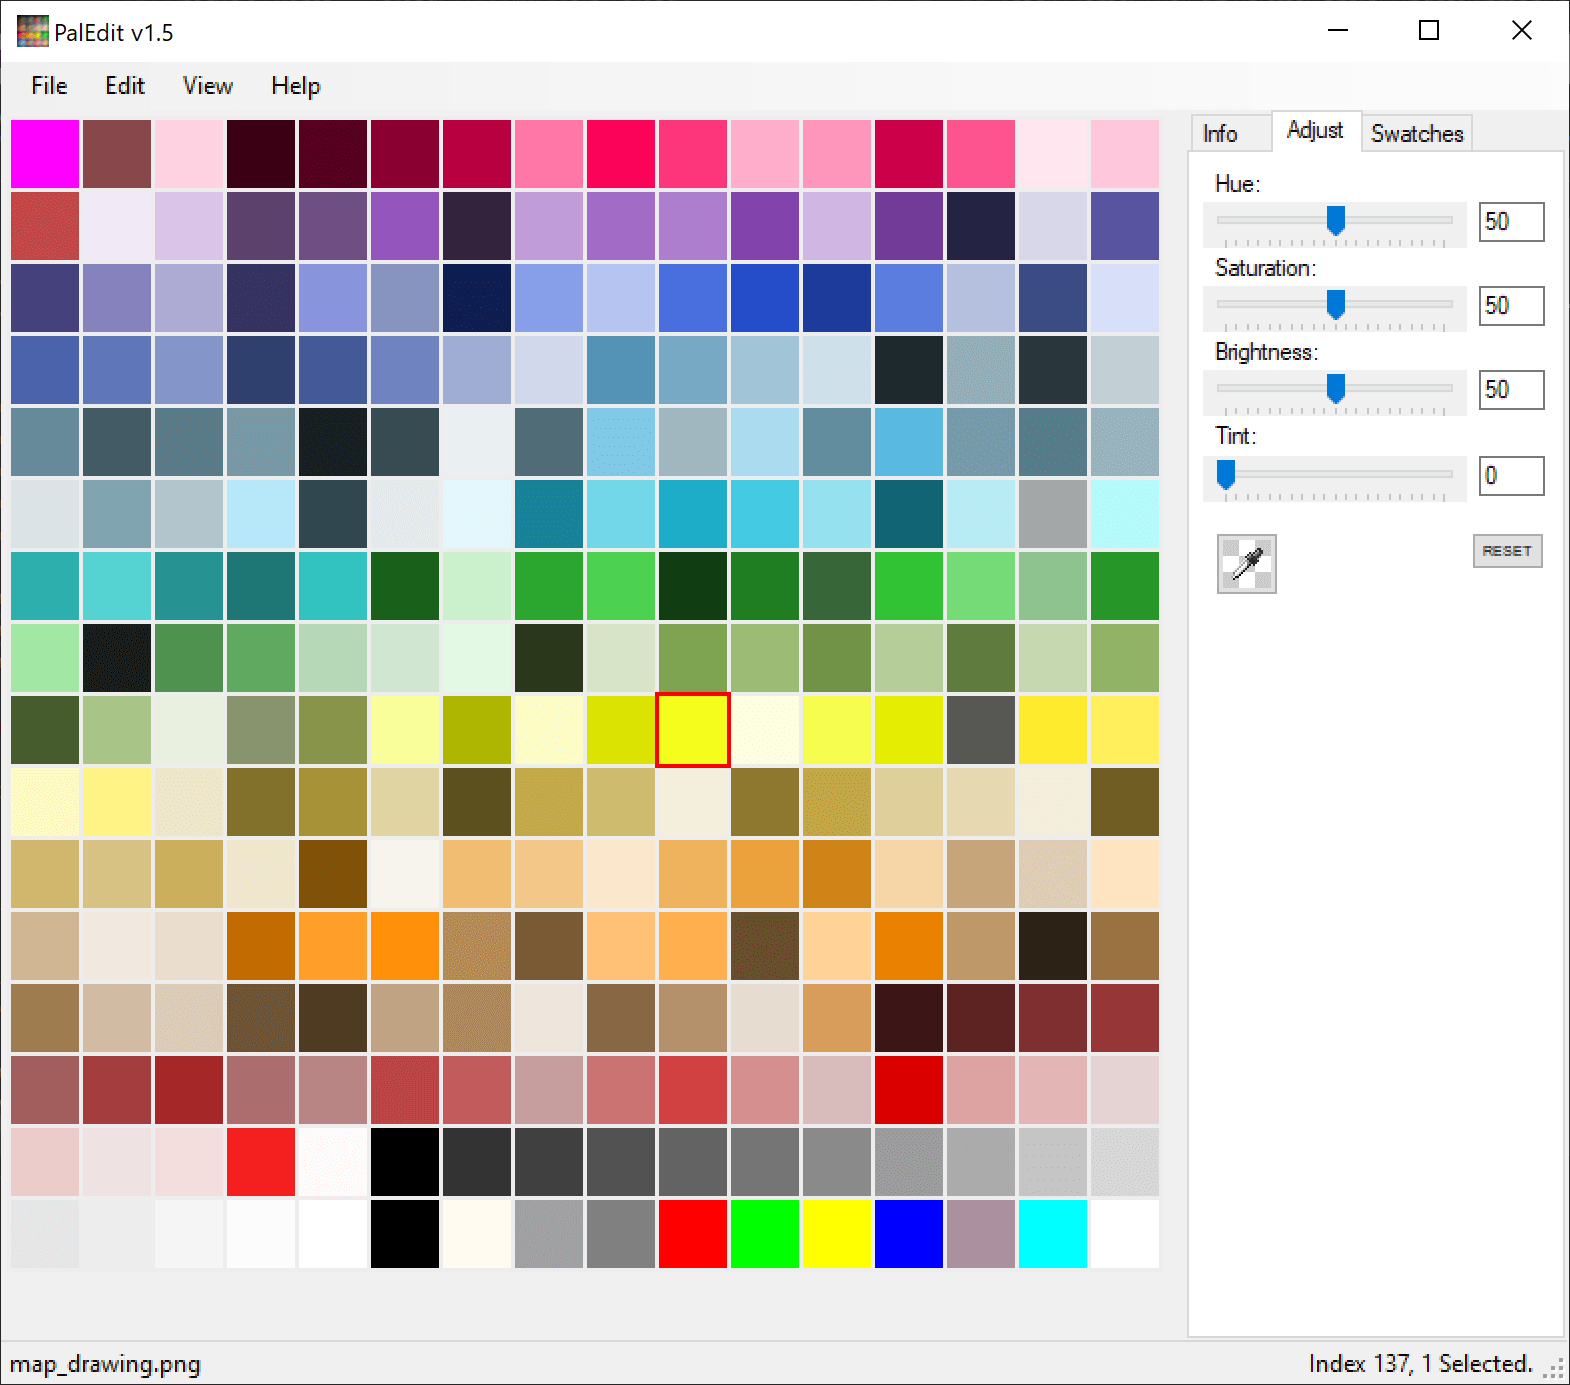 PalEdit v1.5
File Edit View Help
Info Adjust Swatches
Hue:
50
Saturation:
50
Brightness:
50
Tint:
0
RESET
map_drawing.png
Index 137, 1 Selected.